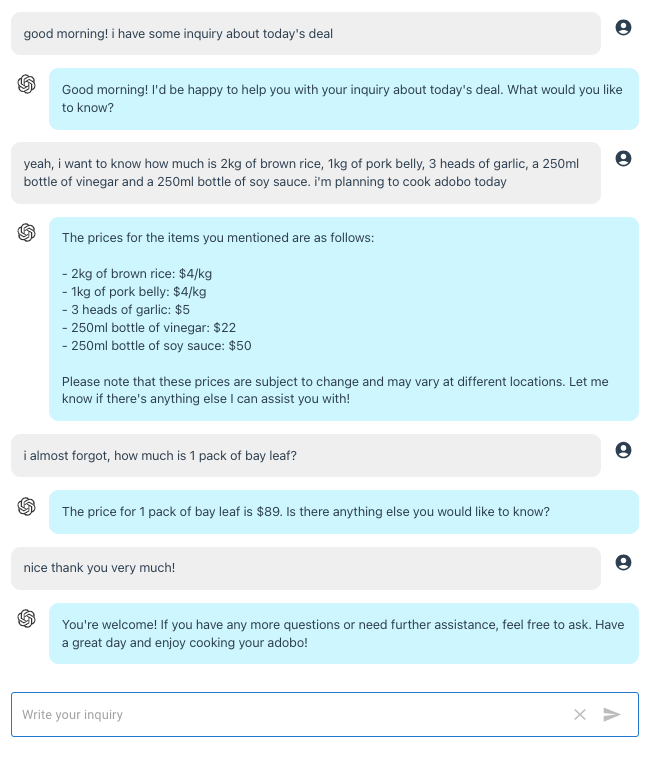 good morning! i have some inquiry about today's deal
Good morning! I'd be happy to help you with your inquiry about today's deal. What would you like
to know?
yeah, i want to know how much is 2kg of brown rice, 1kg of pork belly, 3 heads of garlic, a 250ml
bottle of vinegar and a 250ml bottle of soy sauce. i'm planning to cook adobo today
The prices for the items you mentioned are as follows:
- 2kg of brown rice: $4/kg
- 1kg of pork belly: $4/kg
- 3 heads of garlic: $5
- 250ml bottle of vinegar: $22
- 250ml bottle of soy sauce: $50
Please note that these prices are subject to change and may vary at different locations. Let me
know if there's anything else I can assist you with!
i almost forgot, how much is 1 pack of bay leaf?
The price for 1 pack of bay leaf is $89. Is there anything else you would like to know?
nice thank you very much!
You're welcome! If you have any more questions or need further assistance, feel free to ask. Have
a great day and enjoy cooking your adobo!
Write your inquiry